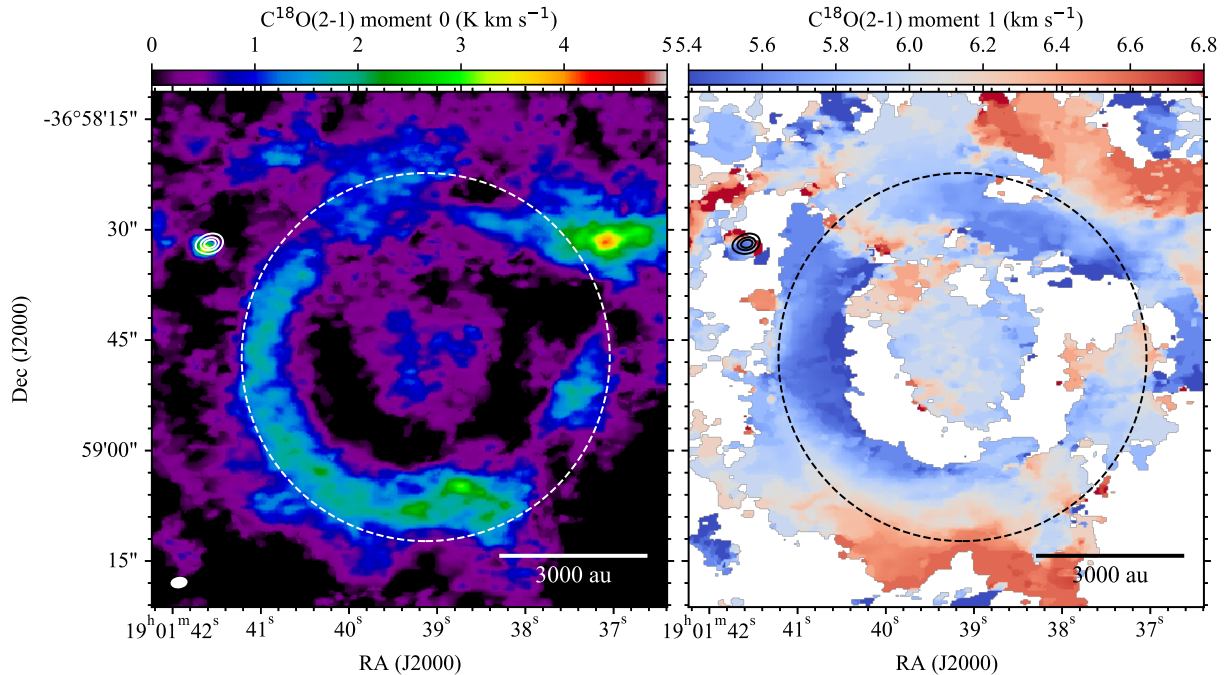 C¹⁸O(2-1) moment 0 (K km s⁻¹)
0 1 2 3 4 5
C¹⁸O(2-1) moment 1 (km s⁻¹)
5.4 5.6 5.8 6.0 6.2 6.4 6.6 6.8
-36°58'15"
30"
45"
59'00"
15"
Dec (J2000)
3000 au
3000 au
19ʰ01ᵐ42ˢ 41ˢ 40ˢ 39ˢ 38ˢ 37ˢ
19ʰ01ᵐ42ˢ 41ˢ 40ˢ 39ˢ 38ˢ 37ˢ
RA (J2000)
RA (J2000)